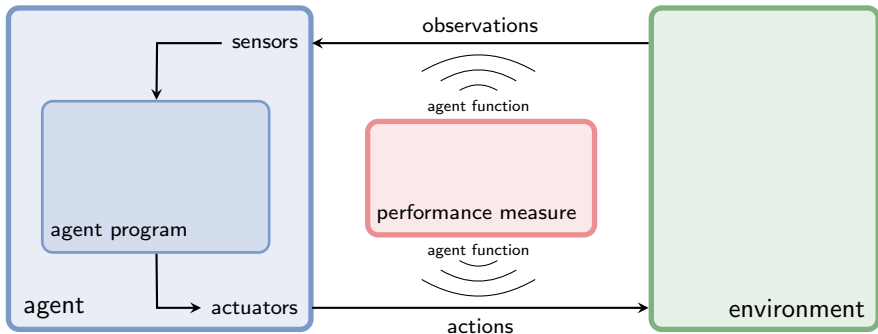 observations
sensors
agent function
agent program
performance measure
agent function
agent
actuators
environment
actions